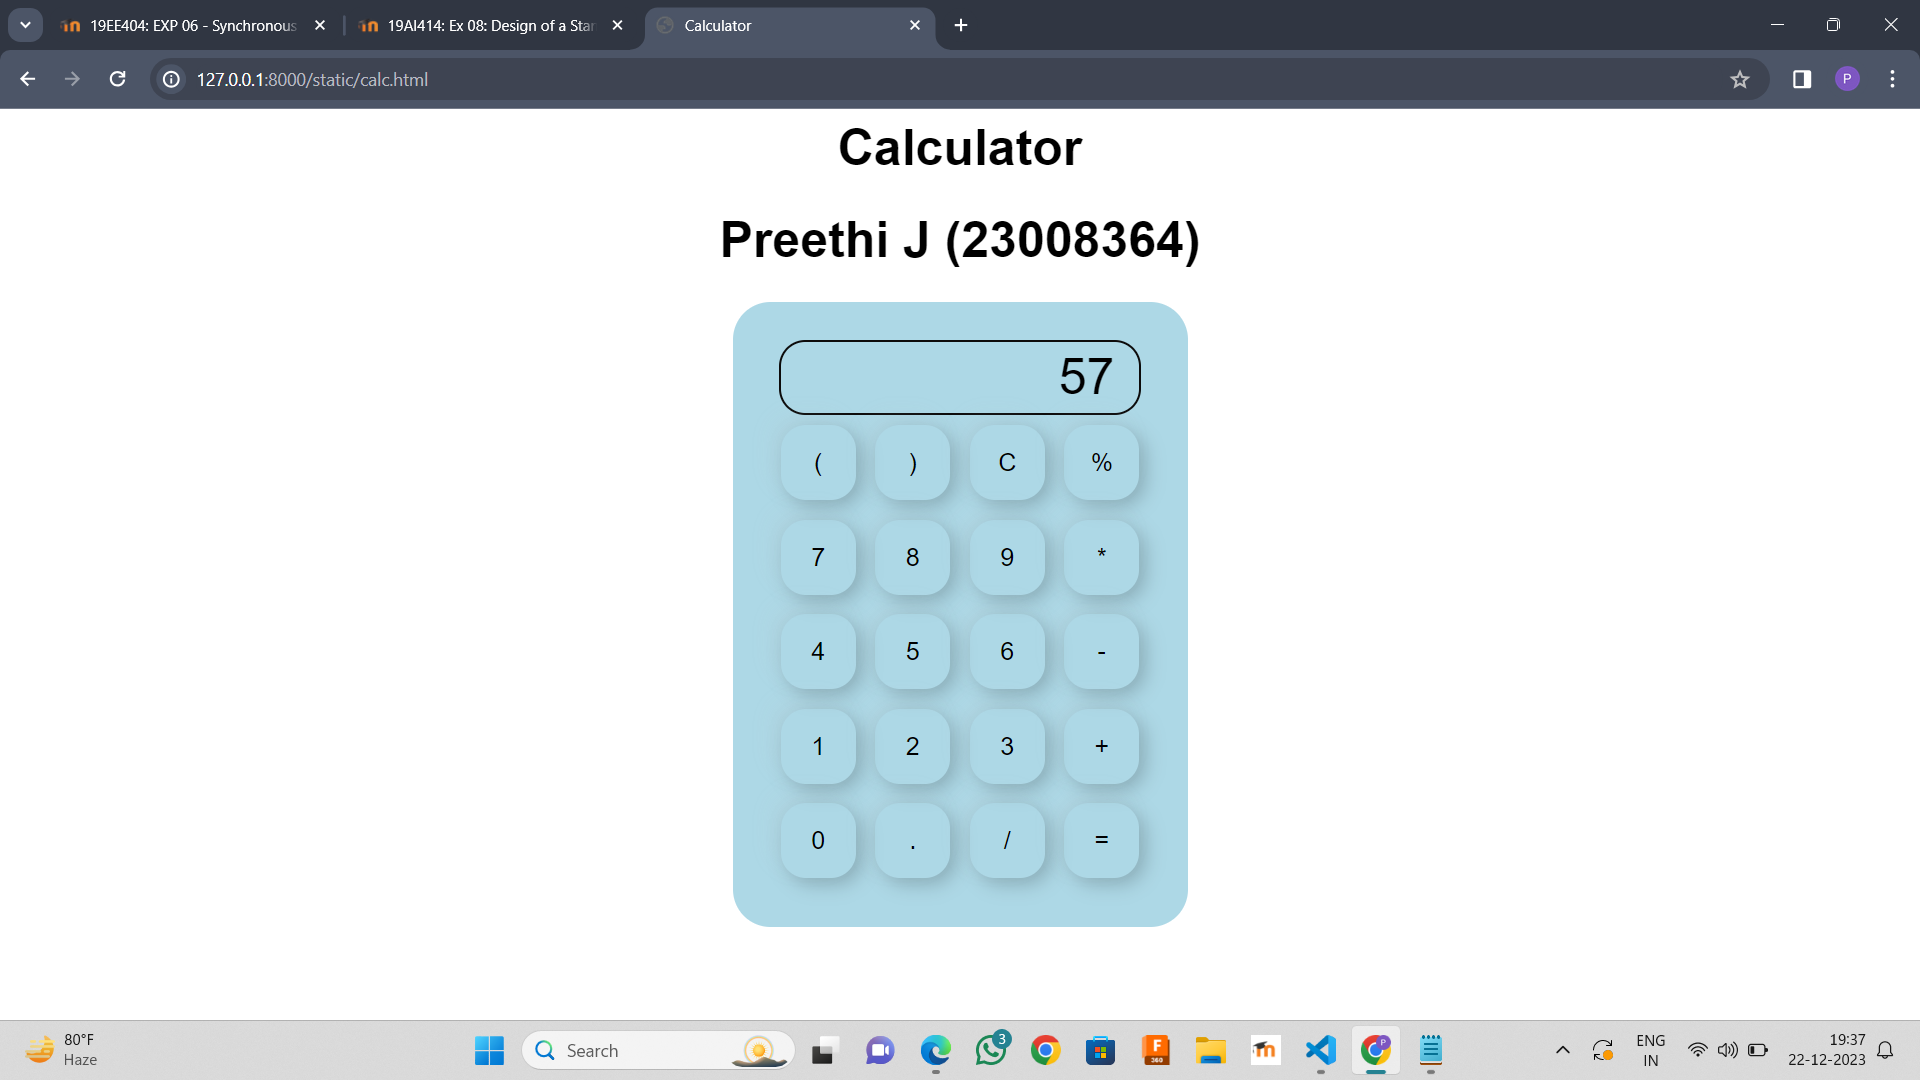 19EE404: EXP 06 - Synchronous
19AI414: Ex 08: Design of a Star
Calculator
127.0.0.1:8000/static/calc.html
P
Calculator
Preethi J (23008364)
57
( ) C %
7 8 9 *
4 5 6 -
1 2 3 +
0 . / =
80°F
Haze
Search
3
F
360
P
ENG
IN
19:37
22-12-2023